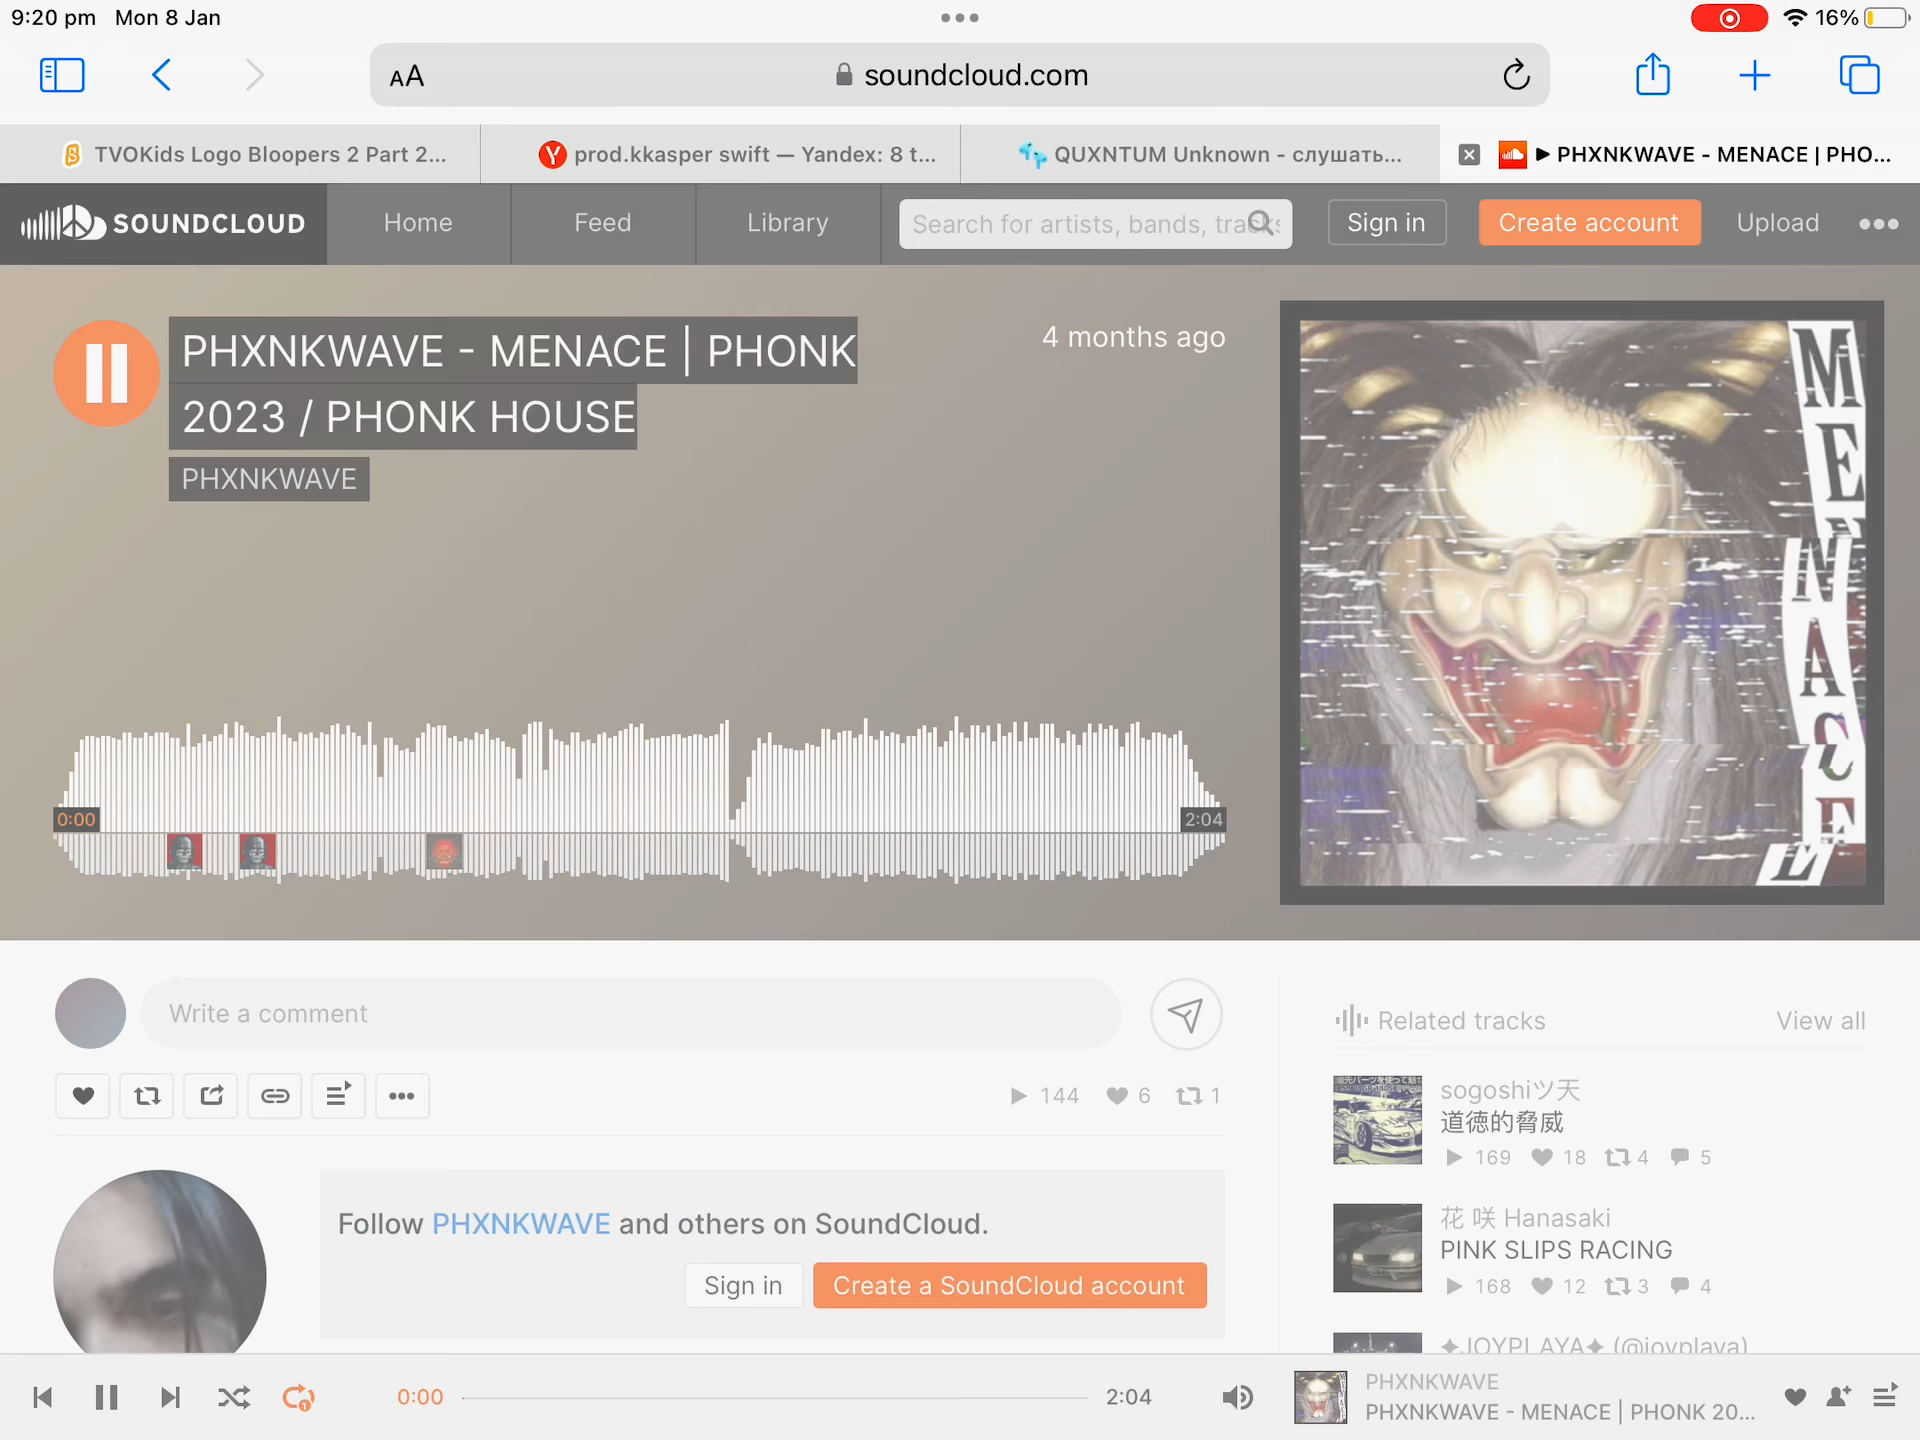 9:20 pm Mon 8 Jan
16%
AA
soundcloud.com
TVOKids Logo Bloopers 2 Part 2...
prod.kkasper swift — Yandex: 8 t...
QUXNTUM Unknown - слушать...
PHXNKWAVE - MENACE | PHO...
SOUNDCLOUD
Home
Feed
Library
Search for artists, bands, tracks
Sign in
Create account
Upload
PHXNKWAVE - MENACE | PHONK
2023 / PHONK HOUSE
PHXNKWAVE
4 months ago
MENACE
0:00
2:04
Write a comment
144
6
1
Follow PHXNKWAVE and others on SoundCloud.
Sign in
Create a SoundCloud account
Related tracks
View all
sogoshiツ天
道徳的脅威
169 18 4 5
花 咲 Hanasaki
PINK SLIPS RACING
168 12 3 4
✦JOYPLAYA✦ (@joyplaya)
0:00
2:04
PHXNKWAVE
PHXNKWAVE - MENACE | PHONK 20...